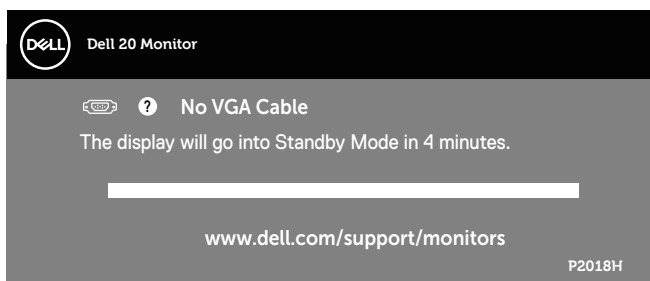 DELL
Dell 20 Monitor
? No VGA Cable
The display will go into Standby Mode in 4 minutes.
www.dell.com/support/monitors
P2018H